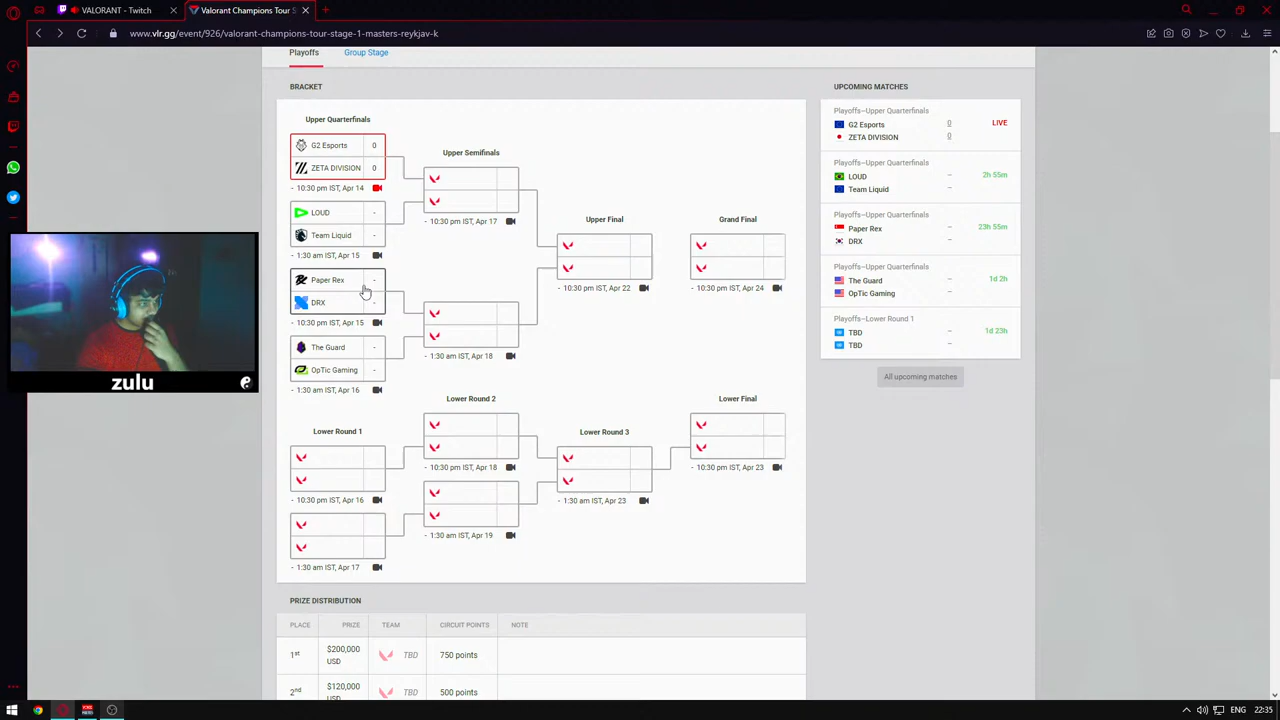 VALORANT - Twitch
Valorant Champions Tour S
www.vlr.gg/event/926/valorant-champions-tour-stage-1-masters-reykjav-k
Playoffs
Group Stage
BRACKET
Upper Quarterfinals
G2 Esports 0
ZETA DIVISION 0
- 10:30 pm IST, Apr 14
LOUD -
Team Liquid -
- 1:30 am IST, Apr 15
Paper Rex -
DRX -
- 10:30 pm IST, Apr 15
The Guard -
OpTic Gaming -
- 1:30 am IST, Apr 16
Upper Semifinals
- 10:30 pm IST, Apr 17
- 1:30 am IST, Apr 18
Upper Final
- 10:30 pm IST, Apr 22
Grand Final
- 10:30 pm IST, Apr 24
Lower Round 1
- 10:30 pm IST, Apr 16
- 1:30 am IST, Apr 17
Lower Round 2
- 10:30 pm IST, Apr 18
- 1:30 am IST, Apr 19
Lower Round 3
- 1:30 am IST, Apr 23
Lower Final
- 10:30 pm IST, Apr 23
UPCOMING MATCHES
Playoffs–Upper Quarterfinals
G2 Esports 0
ZETA DIVISION 0
LIVE
Playoffs–Upper Quarterfinals
LOUD –
Team Liquid –
2h 55m
Playoffs–Upper Quarterfinals
Paper Rex –
DRX –
23h 55m
Playoffs–Upper Quarterfinals
The Guard –
OpTic Gaming –
1d 2h
Playoffs–Lower Round 1
TBD –
TBD –
1d 23h
All upcoming matches
zulu
PRIZE DISTRIBUTION
PLACE PRIZE TEAM CIRCUIT POINTS NOTE
1st $200,000 USD TBD 750 points
2nd $120,000 USD TBD 500 points
ENG 22:35